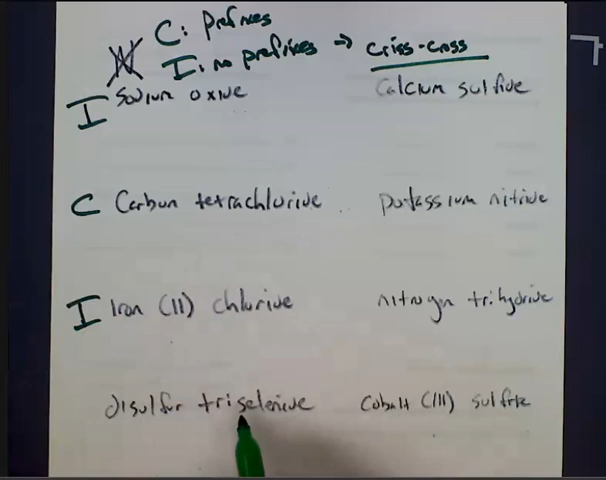 C: Prefixes
I: no prefixes → criss-cross
I Sodium oxide
Calcium sulfide
C Carbon tetrachloride
potassium nitride
I Iron (II) chloride
nitrogen trihydride
disulfur triselenide
Cobalt (III) sulfite